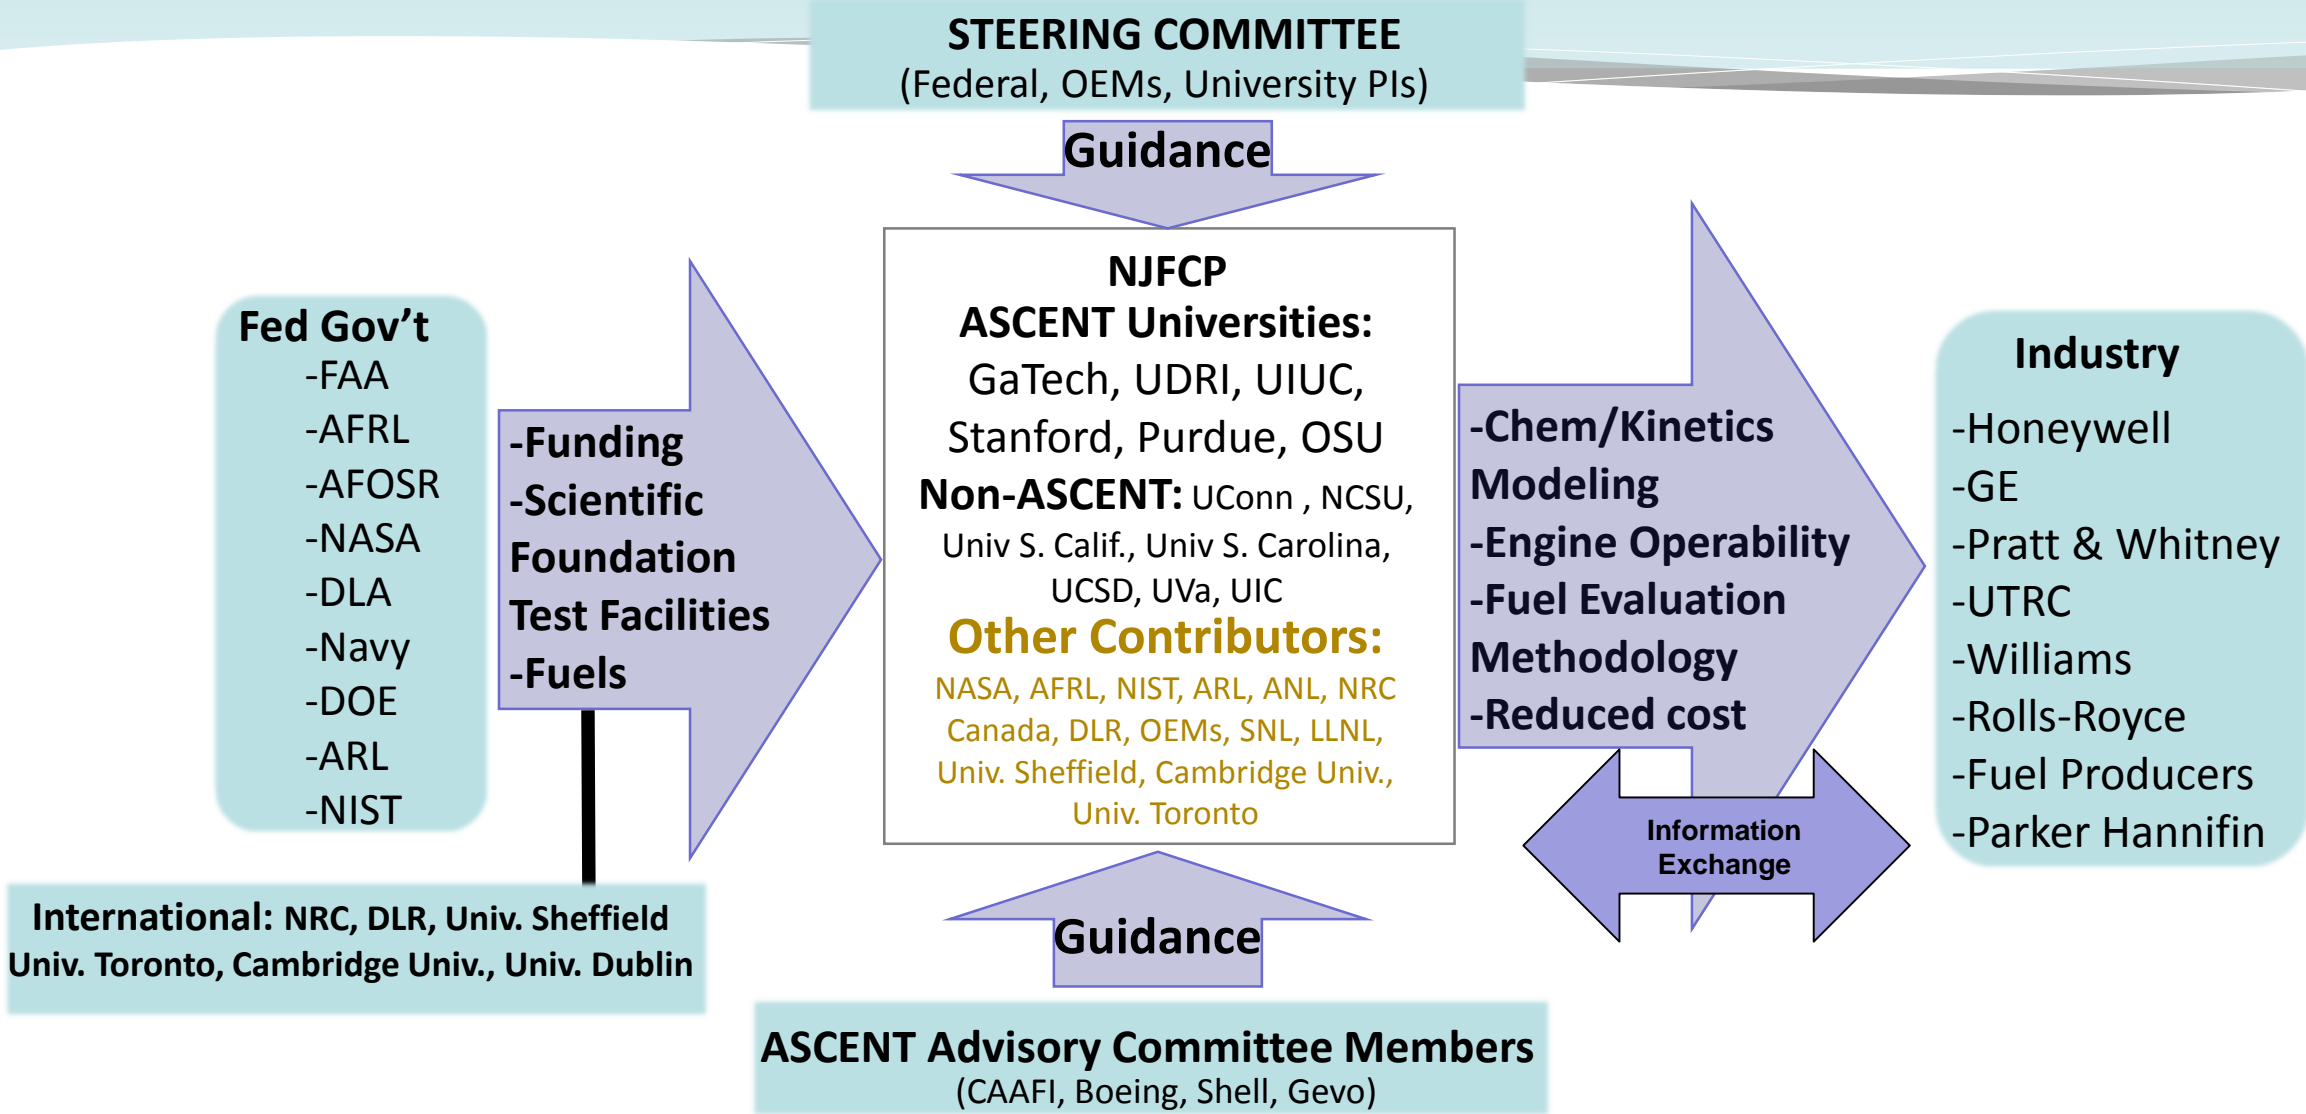 STEERING COMMITTEE
(Federal, OEMs, University PIs)
Guidance
Fed Gov't
-FAA
-AFRL
-AFOSR
-NASA
-DLA
-Navy
-DOE
-ARL
-NIST
-Funding
-Scientific
Foundation
Test Facilities
-Fuels
International: NRC, DLR, Univ. Sheffield
Univ. Toronto, Cambridge Univ., Univ. Dublin
NJFCP
ASCENT Universities:
GaTech, UDRI, UIUC,
Stanford, Purdue, OSU
Non-ASCENT: UConn , NCSU,
Univ S. Calif., Univ S. Carolina,
UCSD, UVa, UIC
Other Contributors:
NASA, AFRL, NIST, ARL, ANL, NRC
Canada, DLR, OEMs, SNL, LLNL,
Univ. Sheffield, Cambridge Univ.,
Univ. Toronto
Guidance
ASCENT Advisory Committee Members
(CAAFI, Boeing, Shell, Gevo)
-Chem/Kinetics
Modeling
-Engine Operability
-Fuel Evaluation
Methodology
-Reduced cost
Information
Exchange
Industry
-Honeywell
-GE
-Pratt & Whitney
-UTRC
-Williams
-Rolls-Royce
-Fuel Producers
-Parker Hannifin